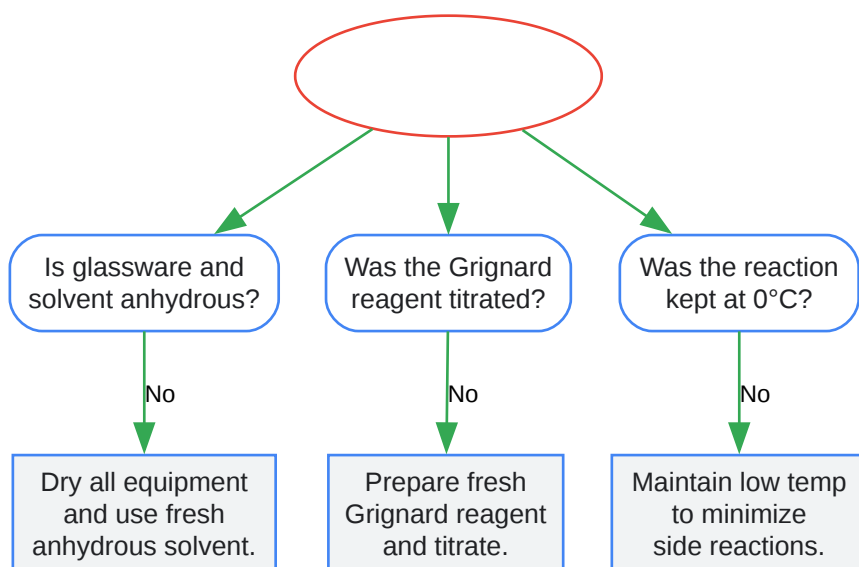 Is glassware and
solvent anhydrous?
Was the Grignard
reagent titrated?
Was the reaction
kept at 0°C?
No
No
No
Dry all equipment
and use fresh
anhydrous solvent.
Prepare fresh
Grignard reagent
and titrate.
Maintain low temp
to minimize
side reactions.